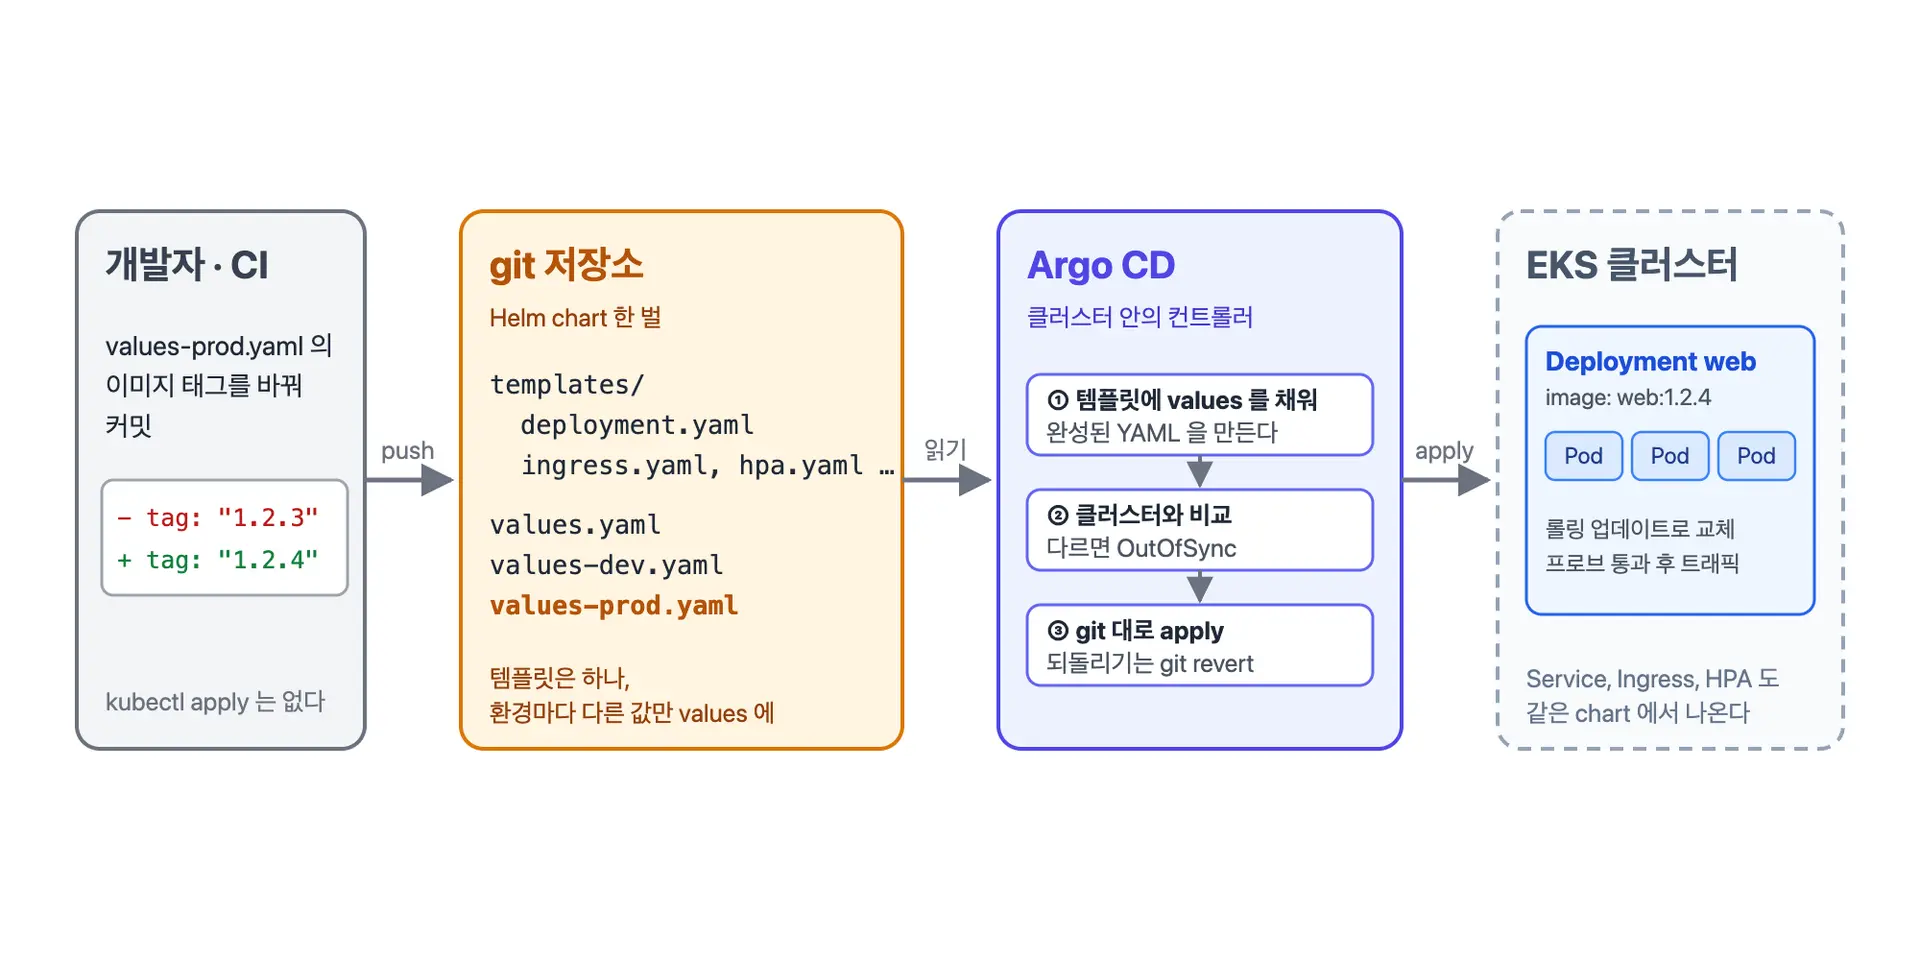 개발자 · CI
values-prod.yaml 의
이미지 태그를 바꿔
커밋
- tag: "1.2.3"
+ tag: "1.2.4"
kubectl apply 는 없다
push
git 저장소
Helm chart 한 벌
templates/
deployment.yaml
ingress.yaml, hpa.yaml …
values.yaml
values-dev.yaml
values-prod.yaml
템플릿은 하나,
환경마다 다른 값만 values 에
읽기
Argo CD
클러스터 안의 컨트롤러
① 템플릿에 values 를 채워
완성된 YAML 을 만든다
② 클러스터와 비교
다르면 OutOfSync
③ git 대로 apply
되돌리기는 git revert
apply
EKS 클러스터
Deployment web
image: web:1.2.4
Pod
Pod
Pod
롤링 업데이트로 교체
프로브 통과 후 트래픽
Service, Ingress, HPA 도
같은 chart 에서 나온다